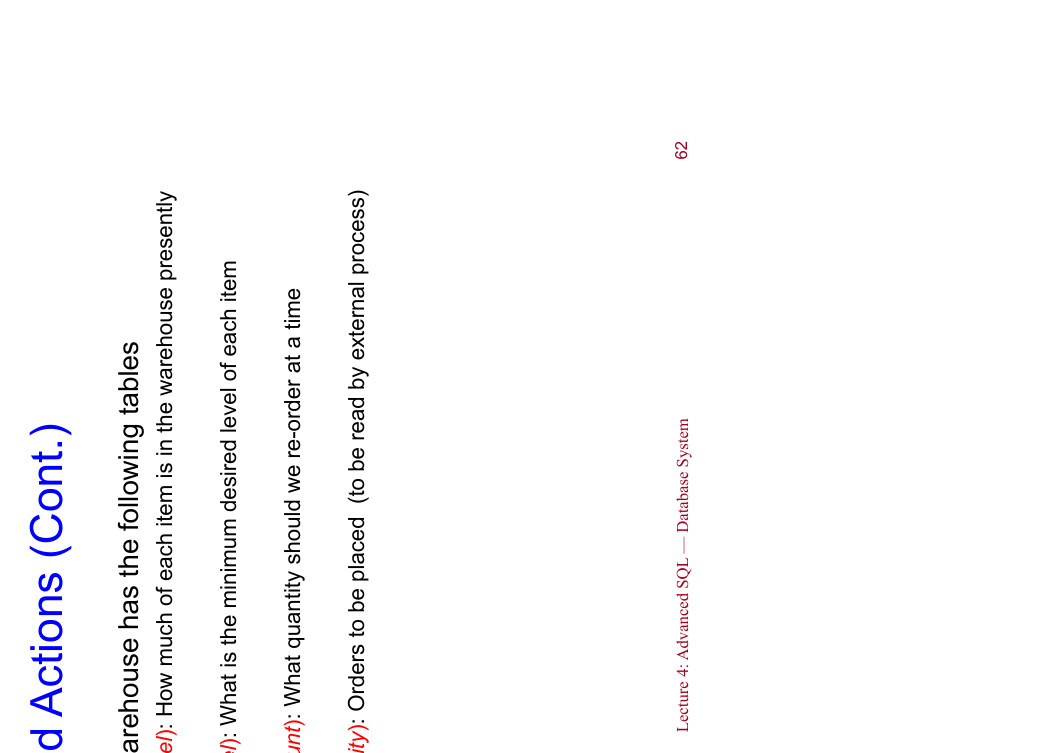 d Actions (Cont.)
arehouse has the following tables
el): How much of each item is in the warehouse presently
el): What is the minimum desired level of each item
unt): What quantity should we re-order at a time
ity): Orders to be placed (to be read by external process)
Lecture 4: Advanced SQL — Database System
62